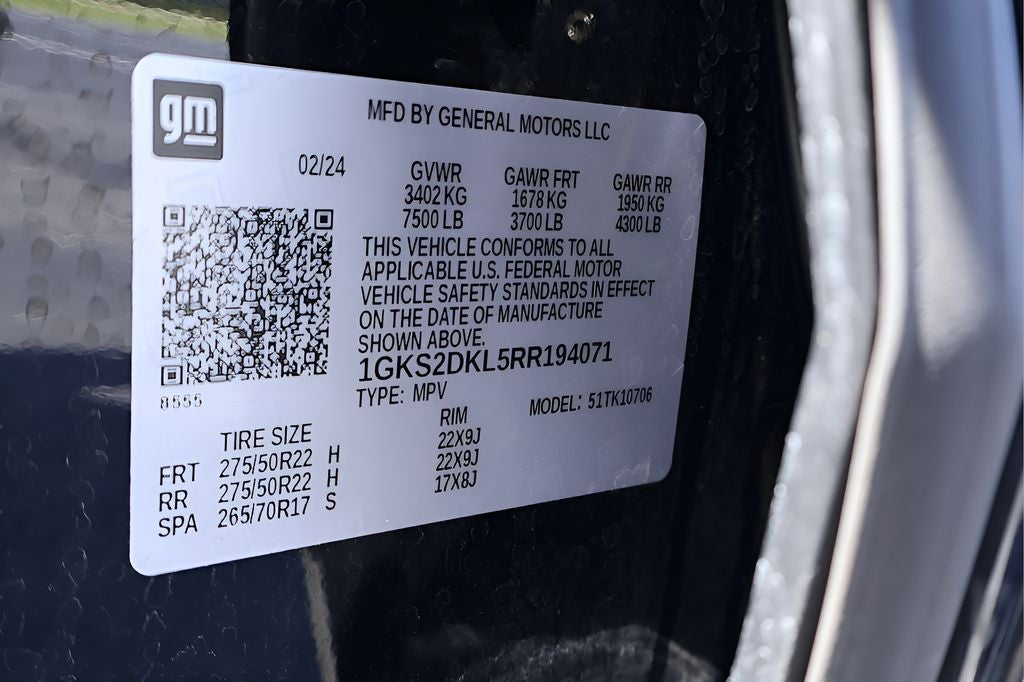 gm
MFD BY GENERAL MOTORS LLC
02/24
GVWR GAWR FRT GAWR RR
3402 KG 1678 KG 1950 KG
7500 LB 3700 LB 4300 LB
THIS VEHICLE CONFORMS TO ALL
APPLICABLE U.S. FEDERAL MOTOR
VEHICLE SAFETY STANDARDS IN EFFECT
ON THE DATE OF MANUFACTURE
SHOWN ABOVE.
1GKS2DKL5RR194071
8555
TYPE: MPV MODEL: 51TK10706
TIRE SIZE RIM
FRT 275/50R22 H 22X9J
RR 275/50R22 H 22X9J
SPA 265/70R17 S 17X8J